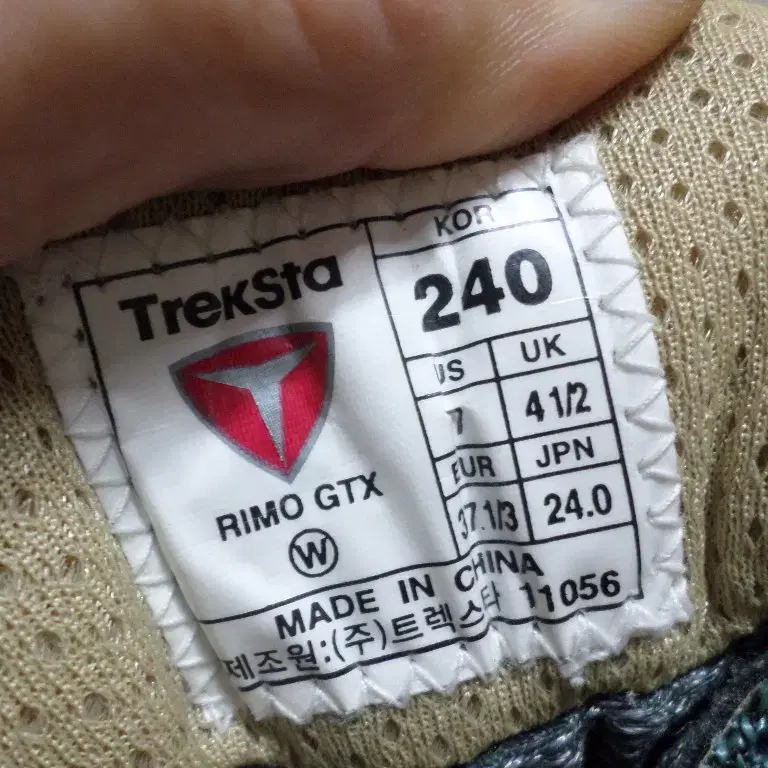 TrekSta
RIMO GTX
W
KOR
240
US UK
7 4 1/2
EUR JPN
37.1/3 24.0
MADE IN CHINA
제조원:(주)트렉스타 11056